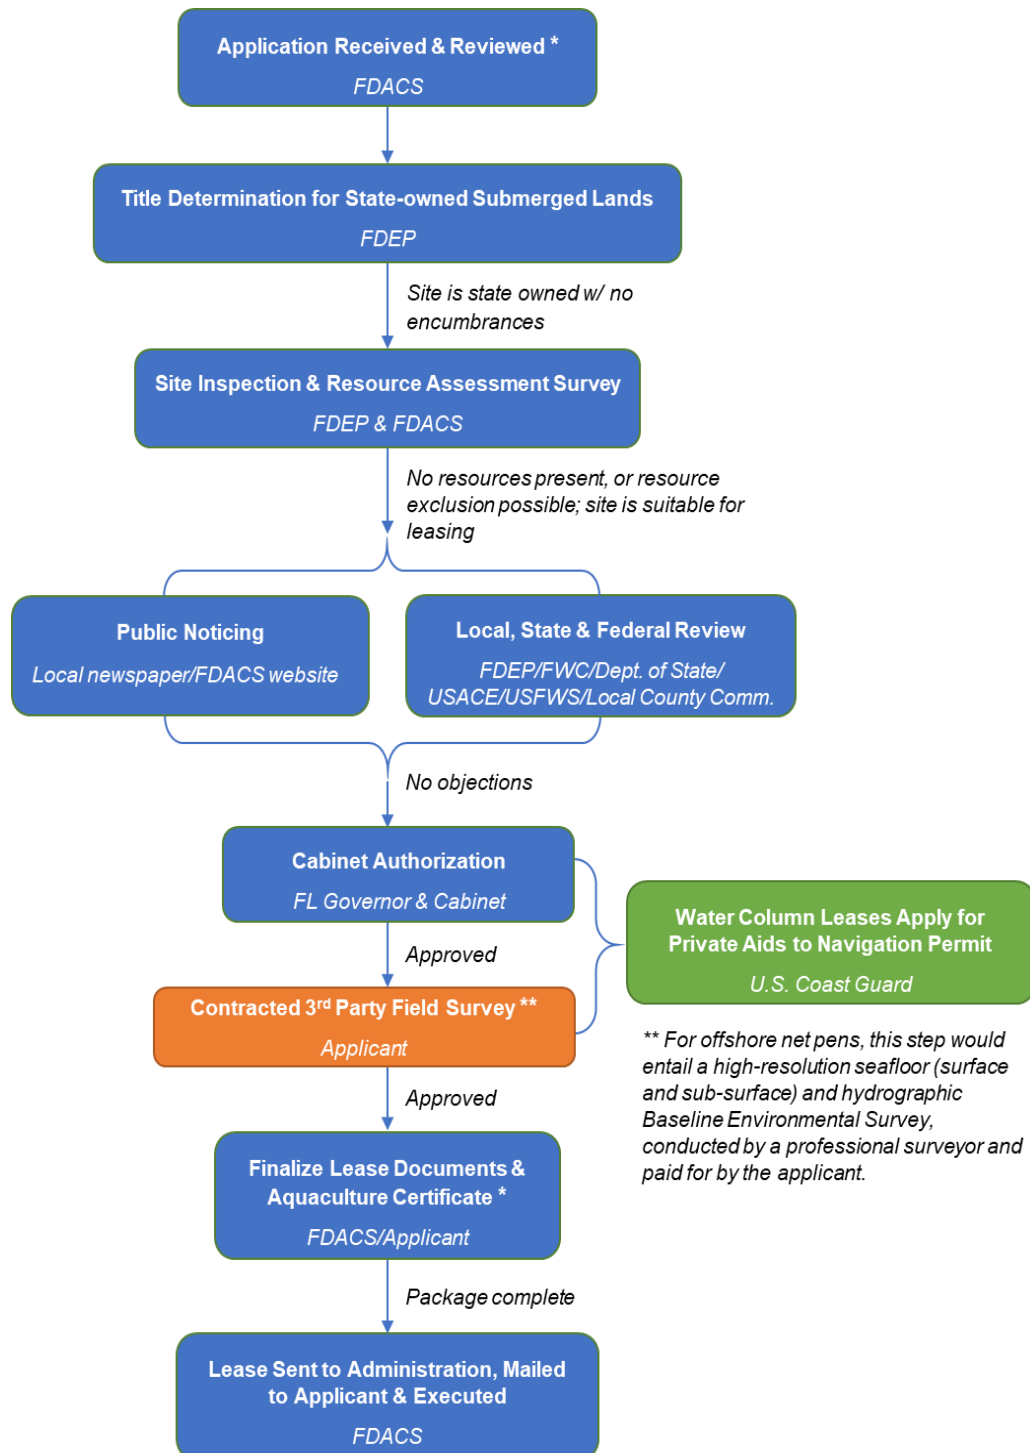 Application Received & Reviewed *
FDACS
Title Determination for State-owned Submerged Lands
FDEP
Site is state owned w/ no
encumbrances
Site Inspection & Resource Assessment Survey
FDEP & FDACS
No resources present, or resource
exclusion possible; site is suitable for
leasing
Public Noticing
Local newspaper/FDACS website
Local, State & Federal Review
FDEP/FWC/Dept. of State/
USACE/USFWS/Local County Comm.
No objections
Cabinet Authorization
FL Governor & Cabinet
Water Column Leases Apply for
Private Aids to Navigation Permit
U.S. Coast Guard
Approved
Contracted 3rd Party Field Survey **
Applicant
** For offshore net pens, this step would
entail a high-resolution seafloor (surface
and sub-surface) and hydrographic
Baseline Environmental Survey,
conducted by a professional surveyor and
paid for by the applicant.
Approved
Finalize Lease Documents &
Aquaculture Certificate *
FDACS/Applicant
Package complete
Lease Sent to Administration, Mailed
to Applicant & Executed
FDACS